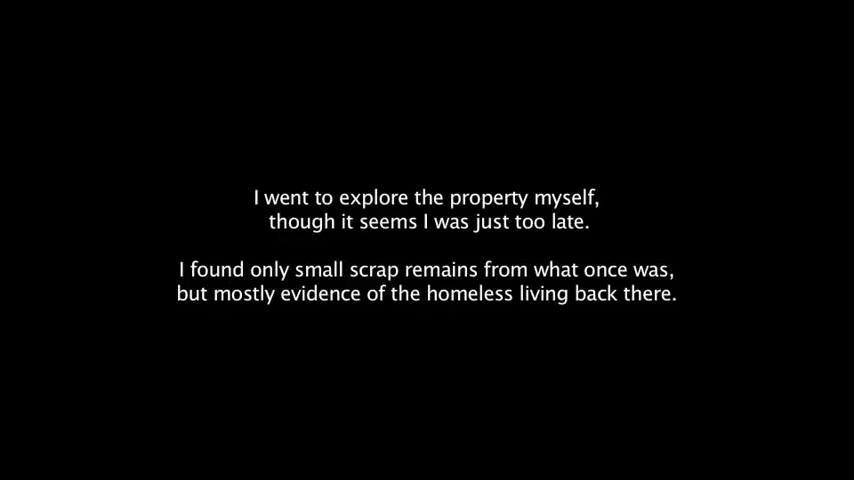 I went to explore the property myself,
though it seems I was just too late.
I found only small scrap remains from what once was,
but mostly evidence of the homeless living back there.